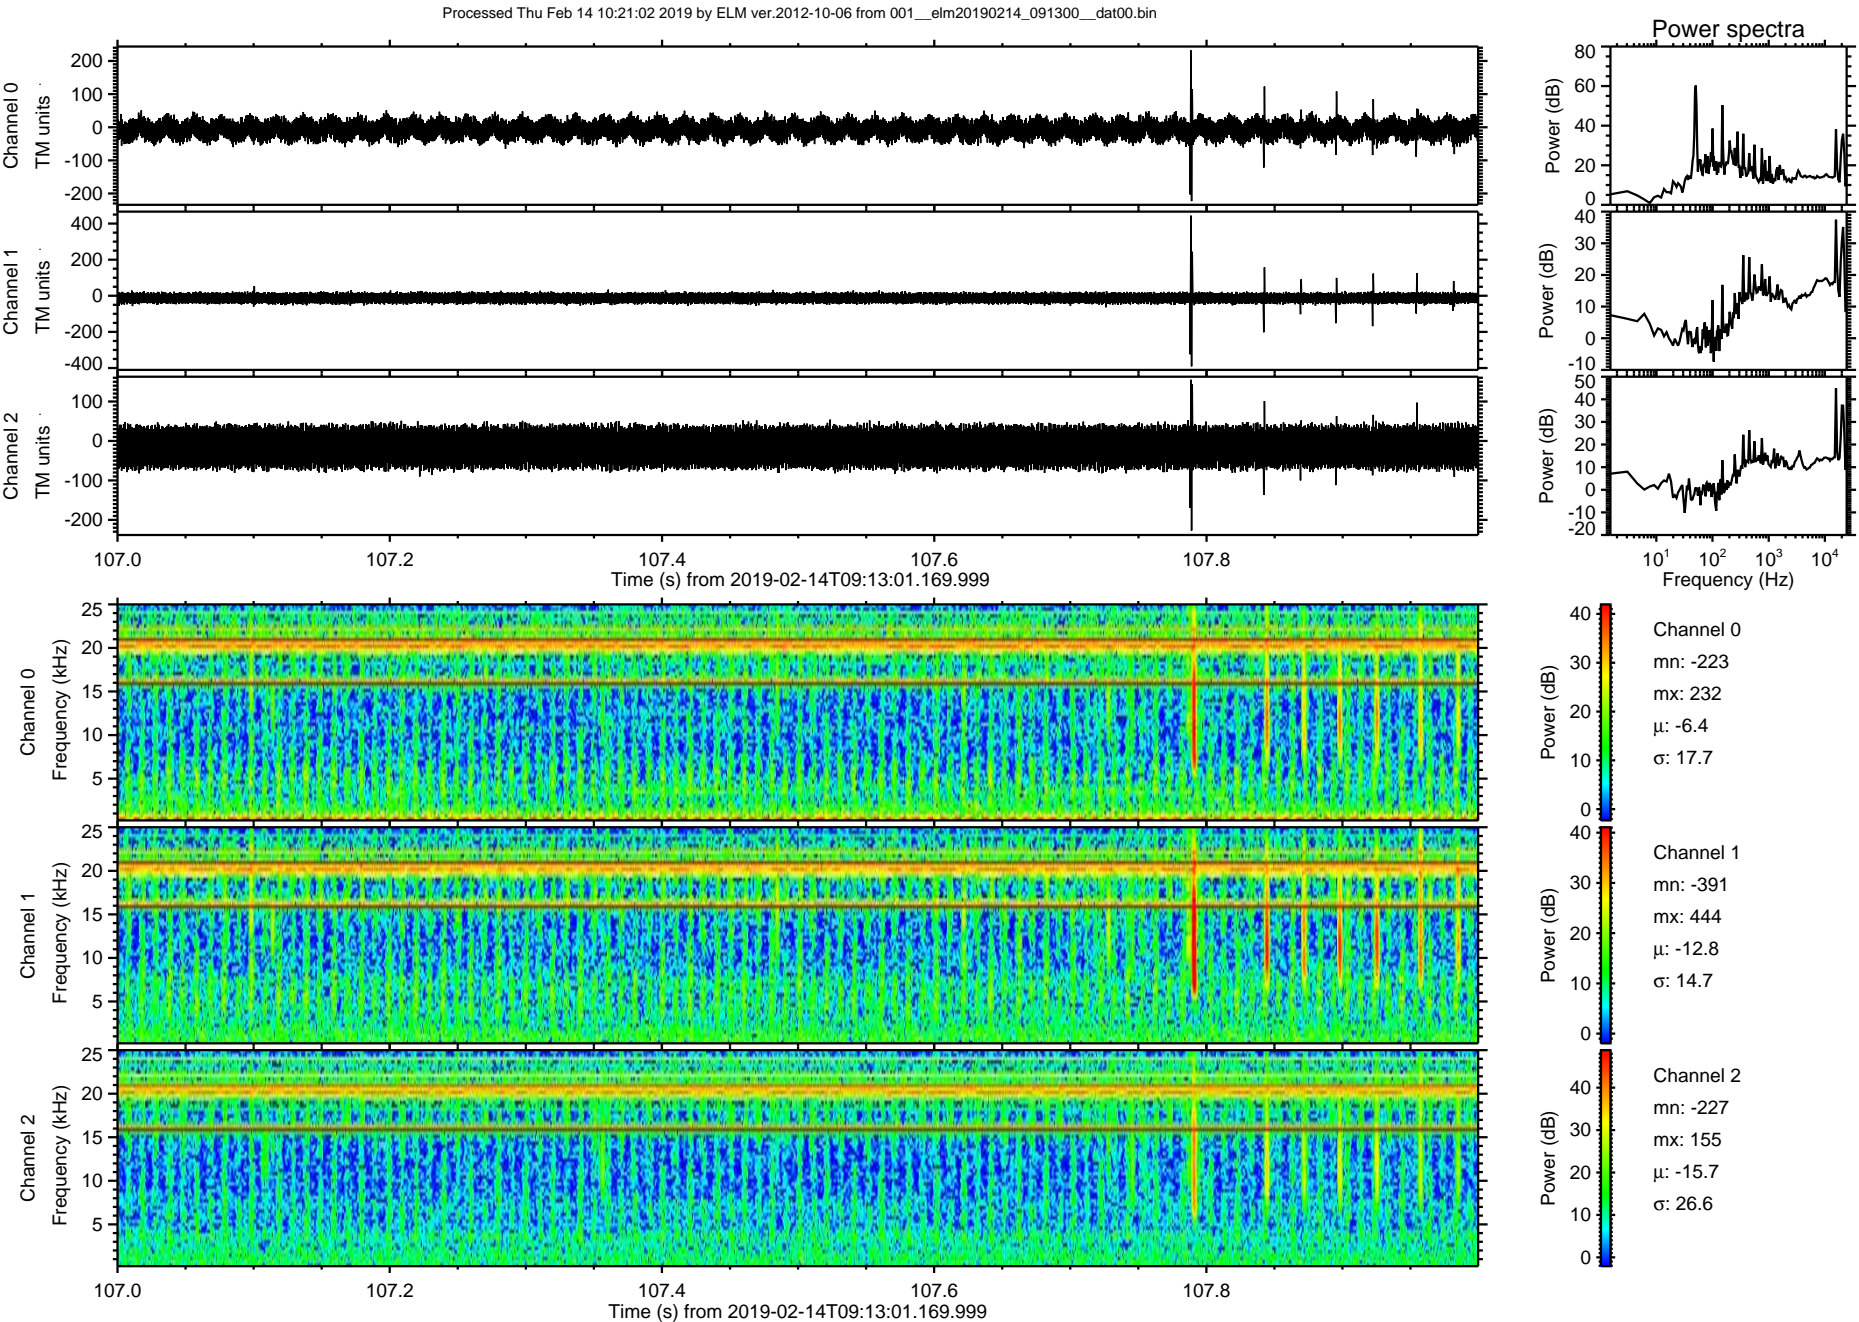 Processed Thu Feb 14 10:21:02 2019 by ELM ver.2012-10-06 from 001__elm20190214_091300__dat00.bin
Power spectra
Channel 0
TM units
200
100
0
-100
-200
Power (dB)
80
60
40
20
0
Channel 1
TM units
400
200
0
-200
-400
Power (dB)
40
30
20
10
0
-10
Channel 2
TM units
100
0
-100
-200
Power (dB)
50
40
30
20
10
0
-10
-20
107.0 107.2 107.4 107.6 107.8
Time (s) from 2019-02-14T09:13:01.169.999
10^1 10^2 10^3 10^4
Frequency (Hz)
Channel 0
Frequency (kHz)
25
20
15
10
5
Power (dB)
40
30
20
10
0
Channel 0
mn: -223
mx: 232
μ: -6.4
σ: 17.7
Channel 1
Frequency (kHz)
25
20
15
10
5
Power (dB)
40
30
20
10
0
Channel 1
mn: -391
mx: 444
μ: -12.8
σ: 14.7
Channel 2
Frequency (kHz)
25
20
15
10
5
Power (dB)
40
30
20
10
0
Channel 2
mn: -227
mx: 155
μ: -15.7
σ: 26.6
107.0 107.2 107.4 107.6 107.8
Time (s) from 2019-02-14T09:13:01.169.999